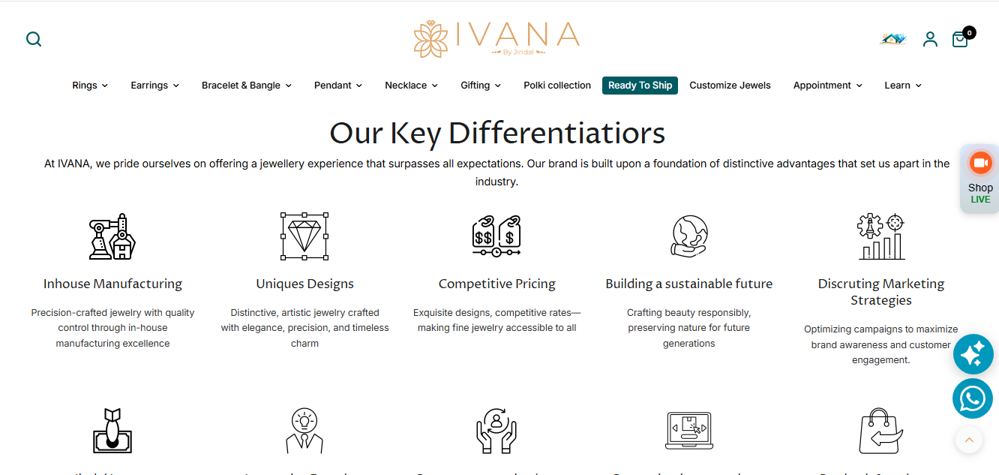 IVANA
By Jindal
0
Rings
Earrings
Bracelet & Bangle
Pendant
Necklace
Gifting
Polki collection
Ready To Ship
Customize Jewels
Appointment
Learn
Our Key Differentiatiors
At IVANA, we pride ourselves on offering a jewellery experience that surpasses all expectations. Our brand is built upon a foundation of distinctive advantages that set us apart in the
industry.
Shop
LIVE
$$
$
Inhouse Manufacturing
Precision-crafted jewelry with quality
control through in-house
manufacturing excellence
Uniques Designs
Distinctive, artistic jewelry crafted
with elegance, precision, and timeless
charm
Competitive Pricing
Exquisite designs, competitive rates—
making fine jewelry accessible to all
Building a sustainable future
Crafting beauty responsibly,
preserving nature for future
generations
Discruting Marketing
Strategies
Optimizing campaigns to maximize
brand awareness and customer
engagement.